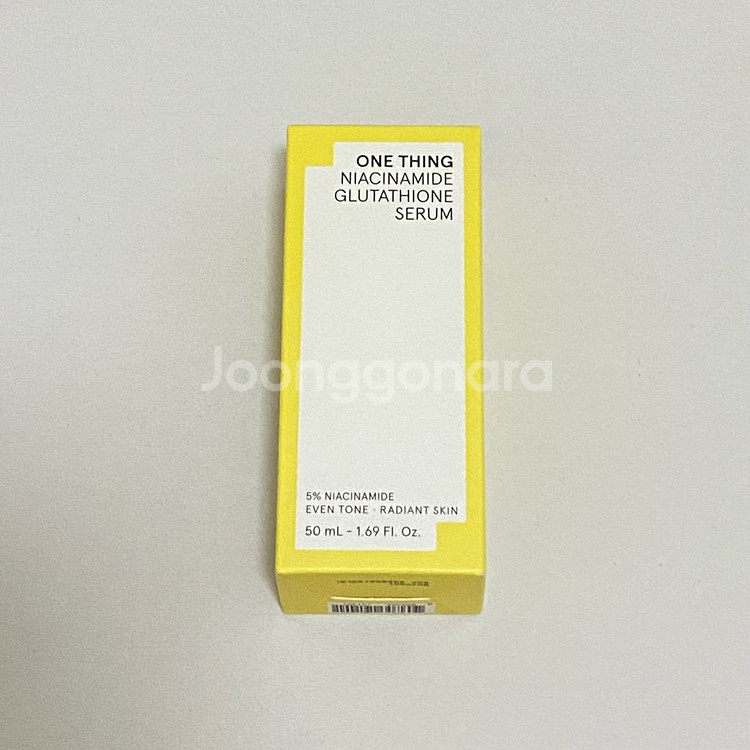 ONE THING
NIACINAMIDE
GLUTATHIONE
SERUM
Joonggonara
5% NIACINAMIDE
EVEN TONE · RADIANT SKIN
50 mL - 1.69 Fl. Oz.